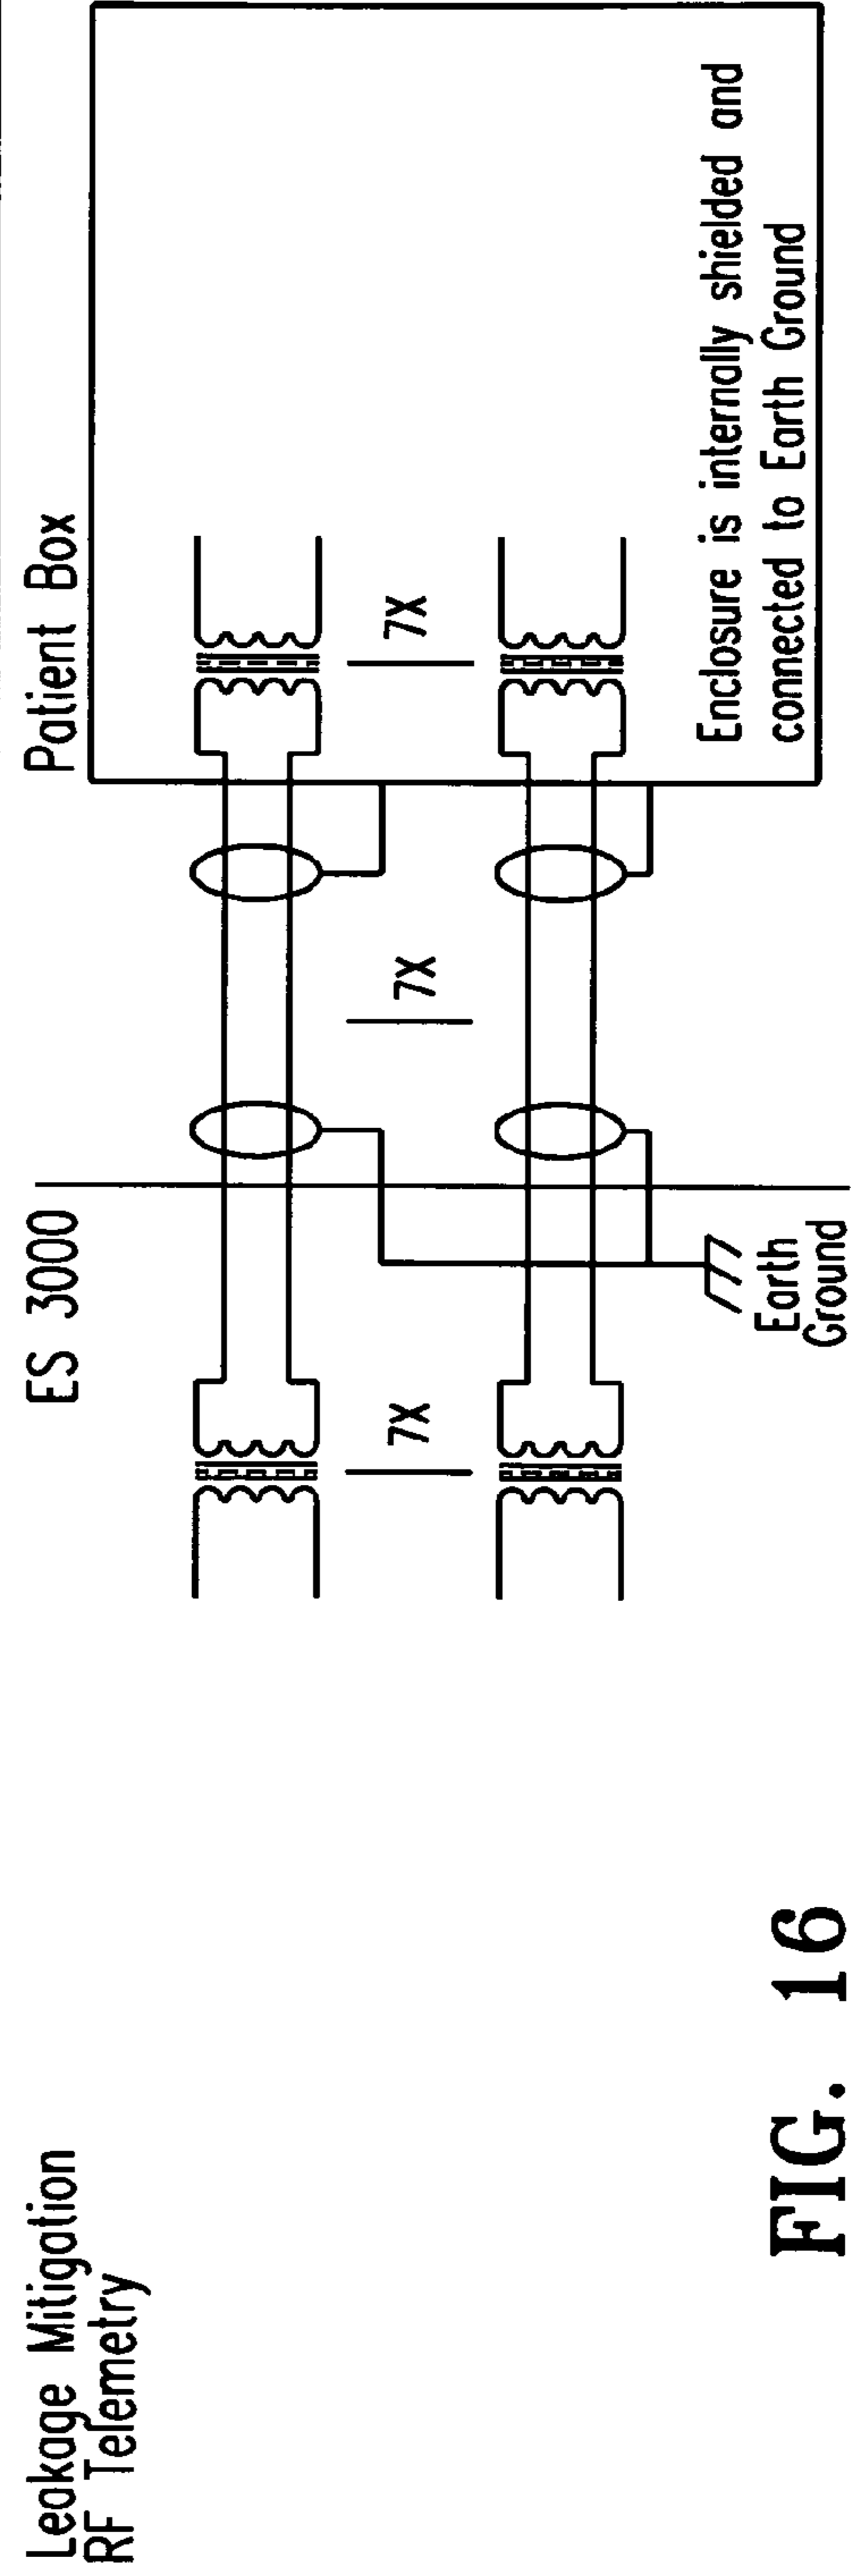 Leakage Mitigation
RF Telemetry
ES 3000
Patient Box
7X
7X
7X
Earth
Ground
Enclosure is internally shielded and
connected to Earth Ground
FIG. 16